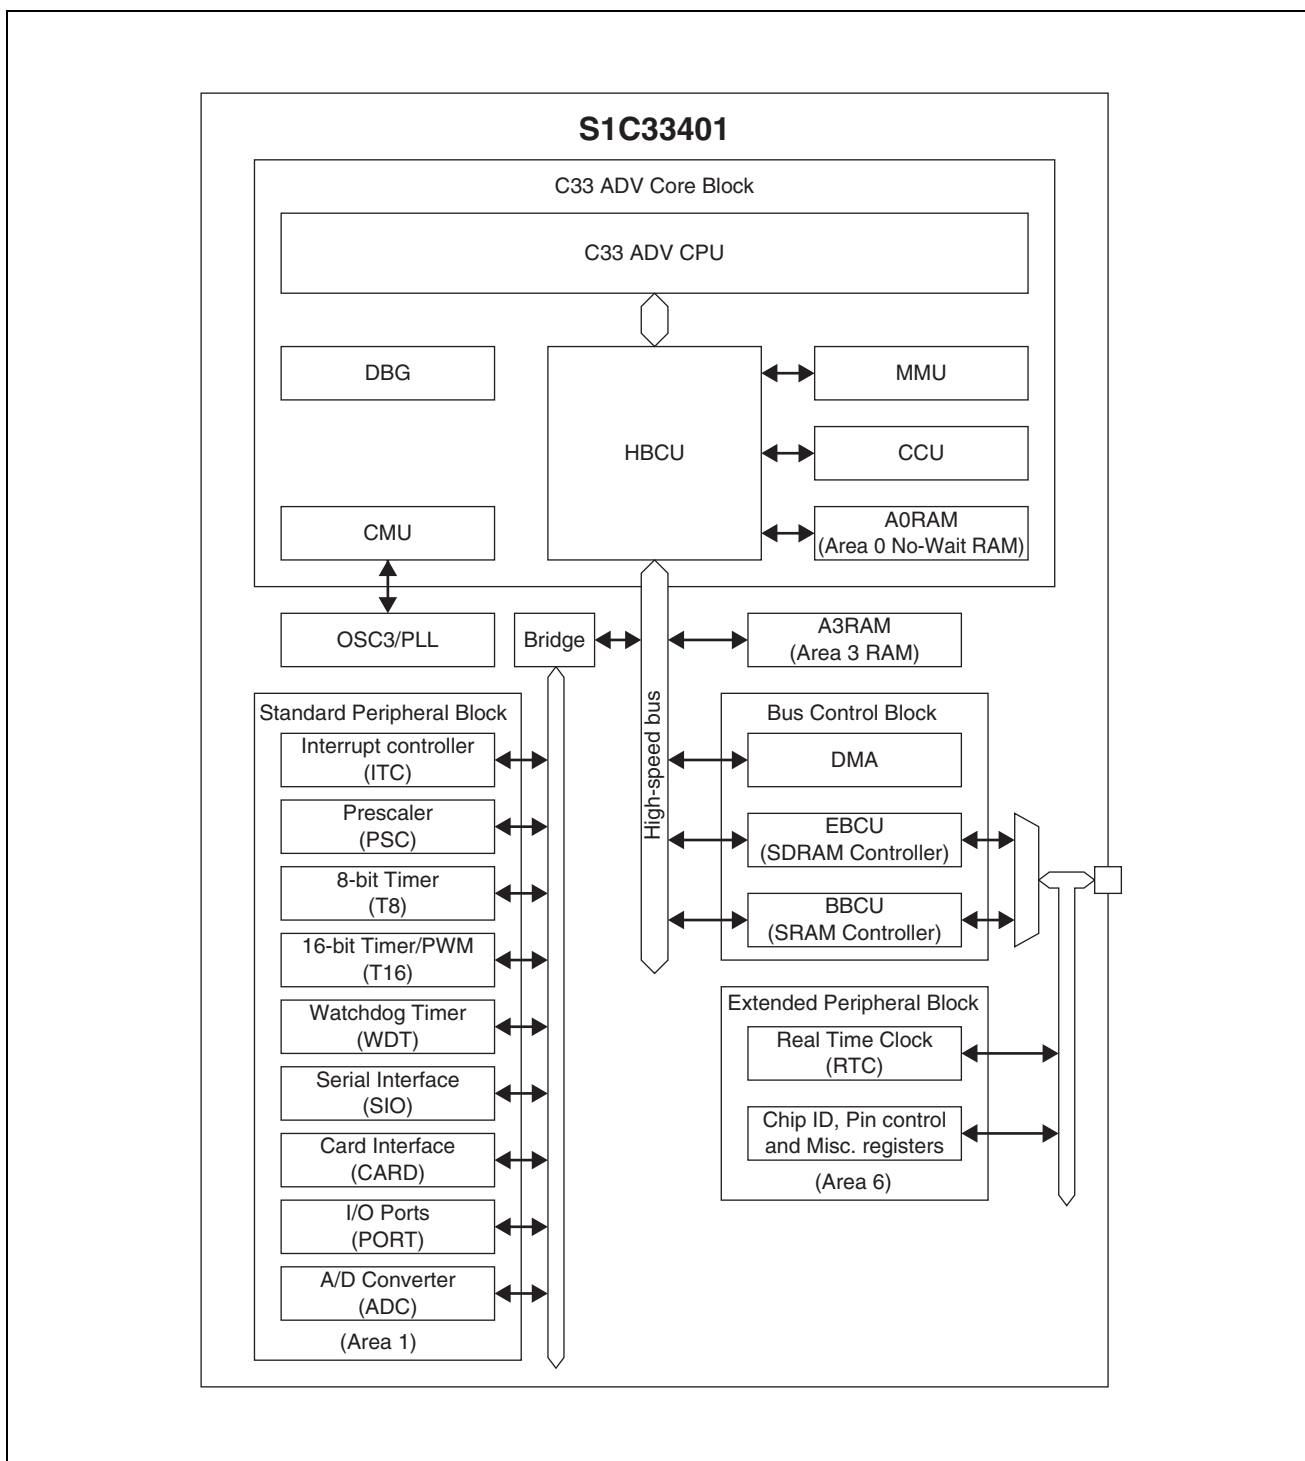 S1C33401
C33 ADV Core Block
C33 ADV CPU
DBG
HBCU
MMU
CCU
CMU
A0RAM
(Area 0 No-Wait RAM)
OSC3/PLL
Bridge
A3RAM
(Area 3 RAM)
High-speed bus
Standard Peripheral Block
Interrupt controller
(ITC)
Prescaler
(PSC)
8-bit Timer
(T8)
16-bit Timer/PWM
(T16)
Watchdog Timer
(WDT)
Serial Interface
(SIO)
Card Interface
(CARD)
I/O Ports
(PORT)
A/D Converter
(ADC)
(Area 1)
Bus Control Block
DMA
EBCU
(SDRAM Controller)
BBCU
(SRAM Controller)
Extended Peripheral Block
Real Time Clock
(RTC)
Chip ID, Pin control
and Misc. registers
(Area 6)